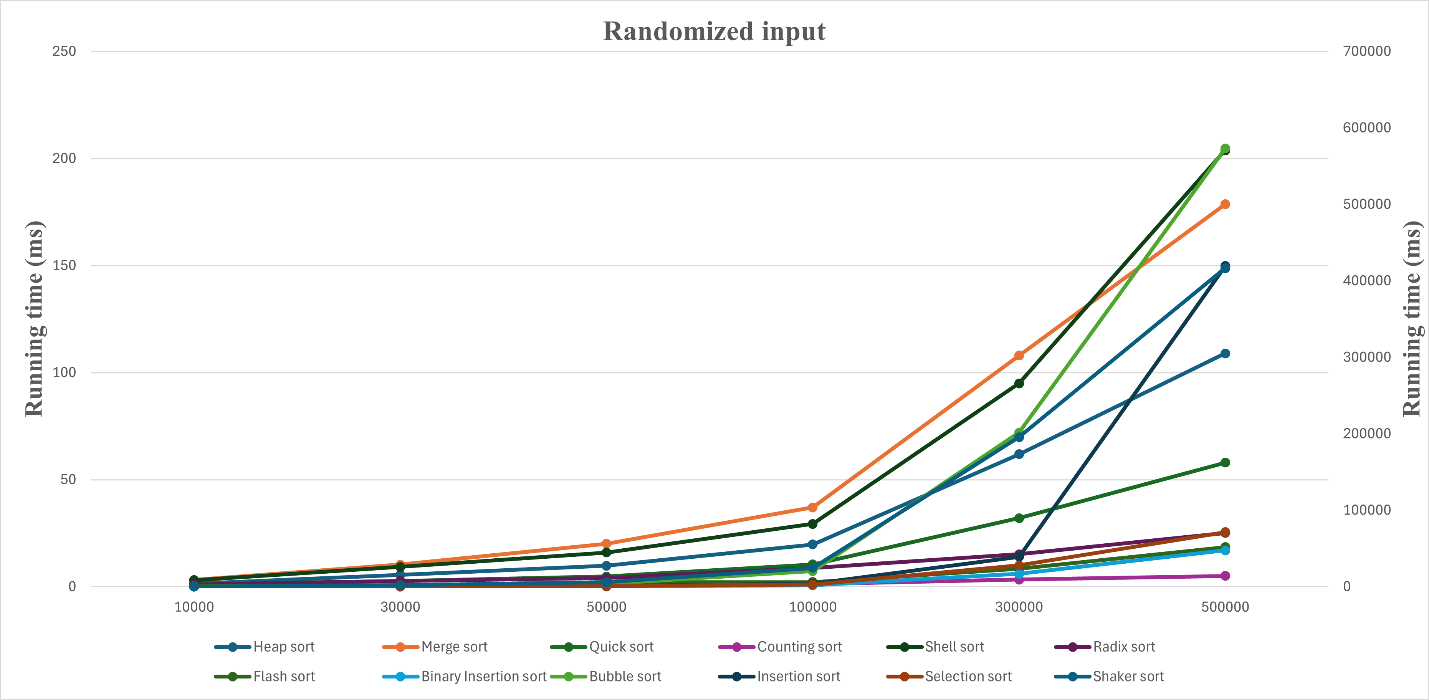 Randomized input
250
200
150
100
50
0
Running time (ms)
700000
600000
500000
400000
300000
200000
100000
0
Running time (ms)
10000 30000 50000 100000 300000 500000
Heap sort Merge sort Quick sort Counting sort Shell sort Radix sort
Flash sort Binary Insertion sort Bubble sort Insertion sort Selection sort Shaker sort